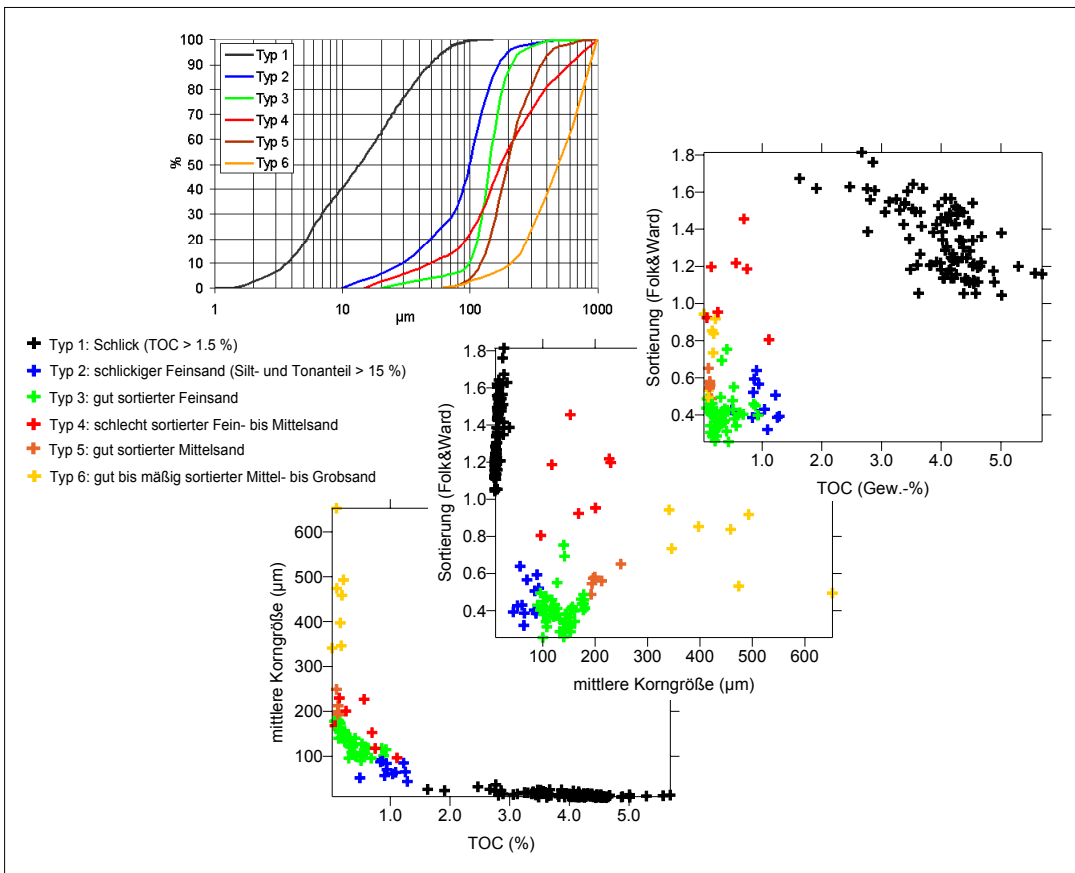 100
90
80
70
60
50
40
30
20
10
0
%
Typ 1
Typ 2
Typ 3
Typ 4
Typ 5
Typ 6
1 10 100 1000
µm
1.8
1.6
1.4
1.2
1.0
0.8
0.6
0.4
Sortierung (Folk&Ward)
1.0 2.0 3.0 4.0 5.0
TOC (Gew.-%)
Typ 1: Schlick (TOC > 1.5 %)
Typ 2: schlickiger Feinsand (Silt- und Tonanteil > 15 %)
Typ 3: gut sortierter Feinsand
Typ 4: schlecht sortierter Fein- bis Mittelsand
Typ 5: gut sortierter Mittelsand
Typ 6: gut bis mäßig sortierter Mittel- bis Grobsand
1.8
1.6
1.4
1.2
1.0
0.8
0.6
0.4
Sortierung (Folk&Ward)
100 200 300 400 500 600
mittlere Korngröße (µm)
600
500
400
300
200
100
mittlere Korngröße (µm)
1.0 2.0 3.0 4.0 5.0
TOC (%)